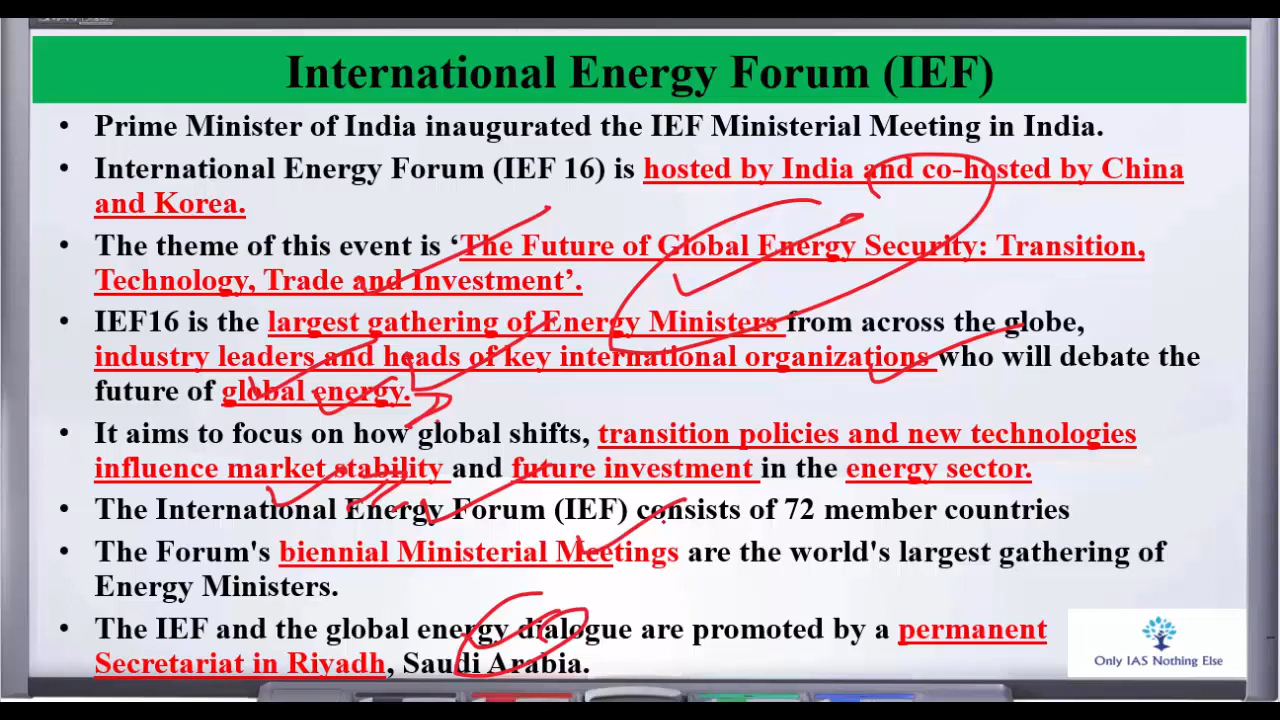 International Energy Forum (IEF)
• Prime Minister of India inaugurated the IEF Ministerial Meeting in India.
• International Energy Forum (IEF 16) is hosted by India and co-hosted by China
and Korea.
• The theme of this event is ‘The Future of Global Energy Security: Transition,
Technology, Trade and Investment’.
• IEF16 is the largest gathering of Energy Ministers from across the globe,
industry leaders and heads of key international organizations who will debate the
future of global energy.
• It aims to focus on how global shifts, transition policies and new technologies
influence market stability and future investment in the energy sector.
• The International Energy Forum (IEF) consists of 72 member countries
• The Forum's biennial Ministerial Meetings are the world's largest gathering of
Energy Ministers.
• The IEF and the global energy dialogue are promoted by a permanent
Secretariat in Riyadh, Saudi Arabia.
Only IAS Nothing Else